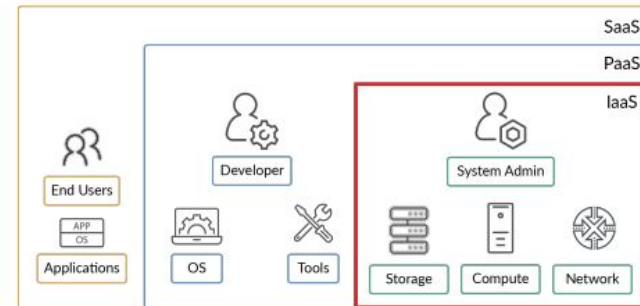 SaaS
PaaS
IaaS
End Users
APP
OS
Applications
Developer
OS
Tools
System Admin
Storage
Compute
Network